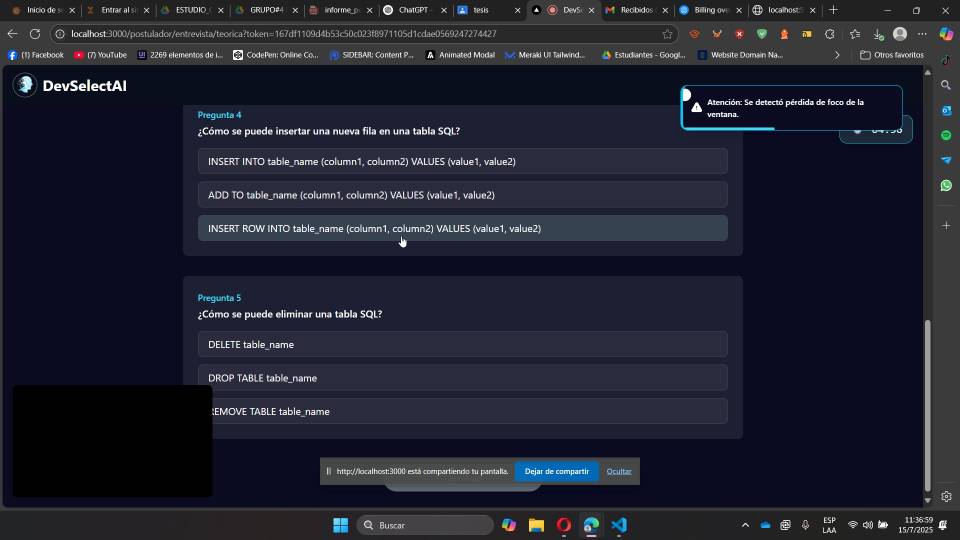 Inicio de se
Entrar al si
ESTUDIO_(
GRUPO#4
informe_p
ChatGPT -
tesis
DevSe
Recibidos (
Billing over
localhost:5
localhost:3000/postulador/entrevista/teorica?token=167df1109d4b53c50c023f8971105d1cdae0569247274427
(1) Facebook
(7) YouTube
2269 elementos de i...
CodePen: Online Co...
SIDEBAR: Content P...
Animated Modal
Meraki UI Tailwind...
Estudiantes - Googl...
Website Domain Na...
Otros favoritos
DevSelectAI
Atención: Se detectó pérdida de foco de la
ventana.
Pregunta 4
¿Cómo se puede insertar una nueva fila en una tabla SQL?
INSERT INTO table_name (column1, column2) VALUES (value1, value2)
ADD TO table_name (column1, column2) VALUES (value1, value2)
INSERT ROW INTO table_name (column1, column2) VALUES (value1, value2)
Pregunta 5
¿Cómo se puede eliminar una tabla SQL?
DELETE table_name
DROP TABLE table_name
REMOVE TABLE table_name
http://localhost:3000 está compartiendo tu pantalla.
Dejar de compartir
Ocultar
Buscar
ESP
LAA
11:36:59
15/7/2025